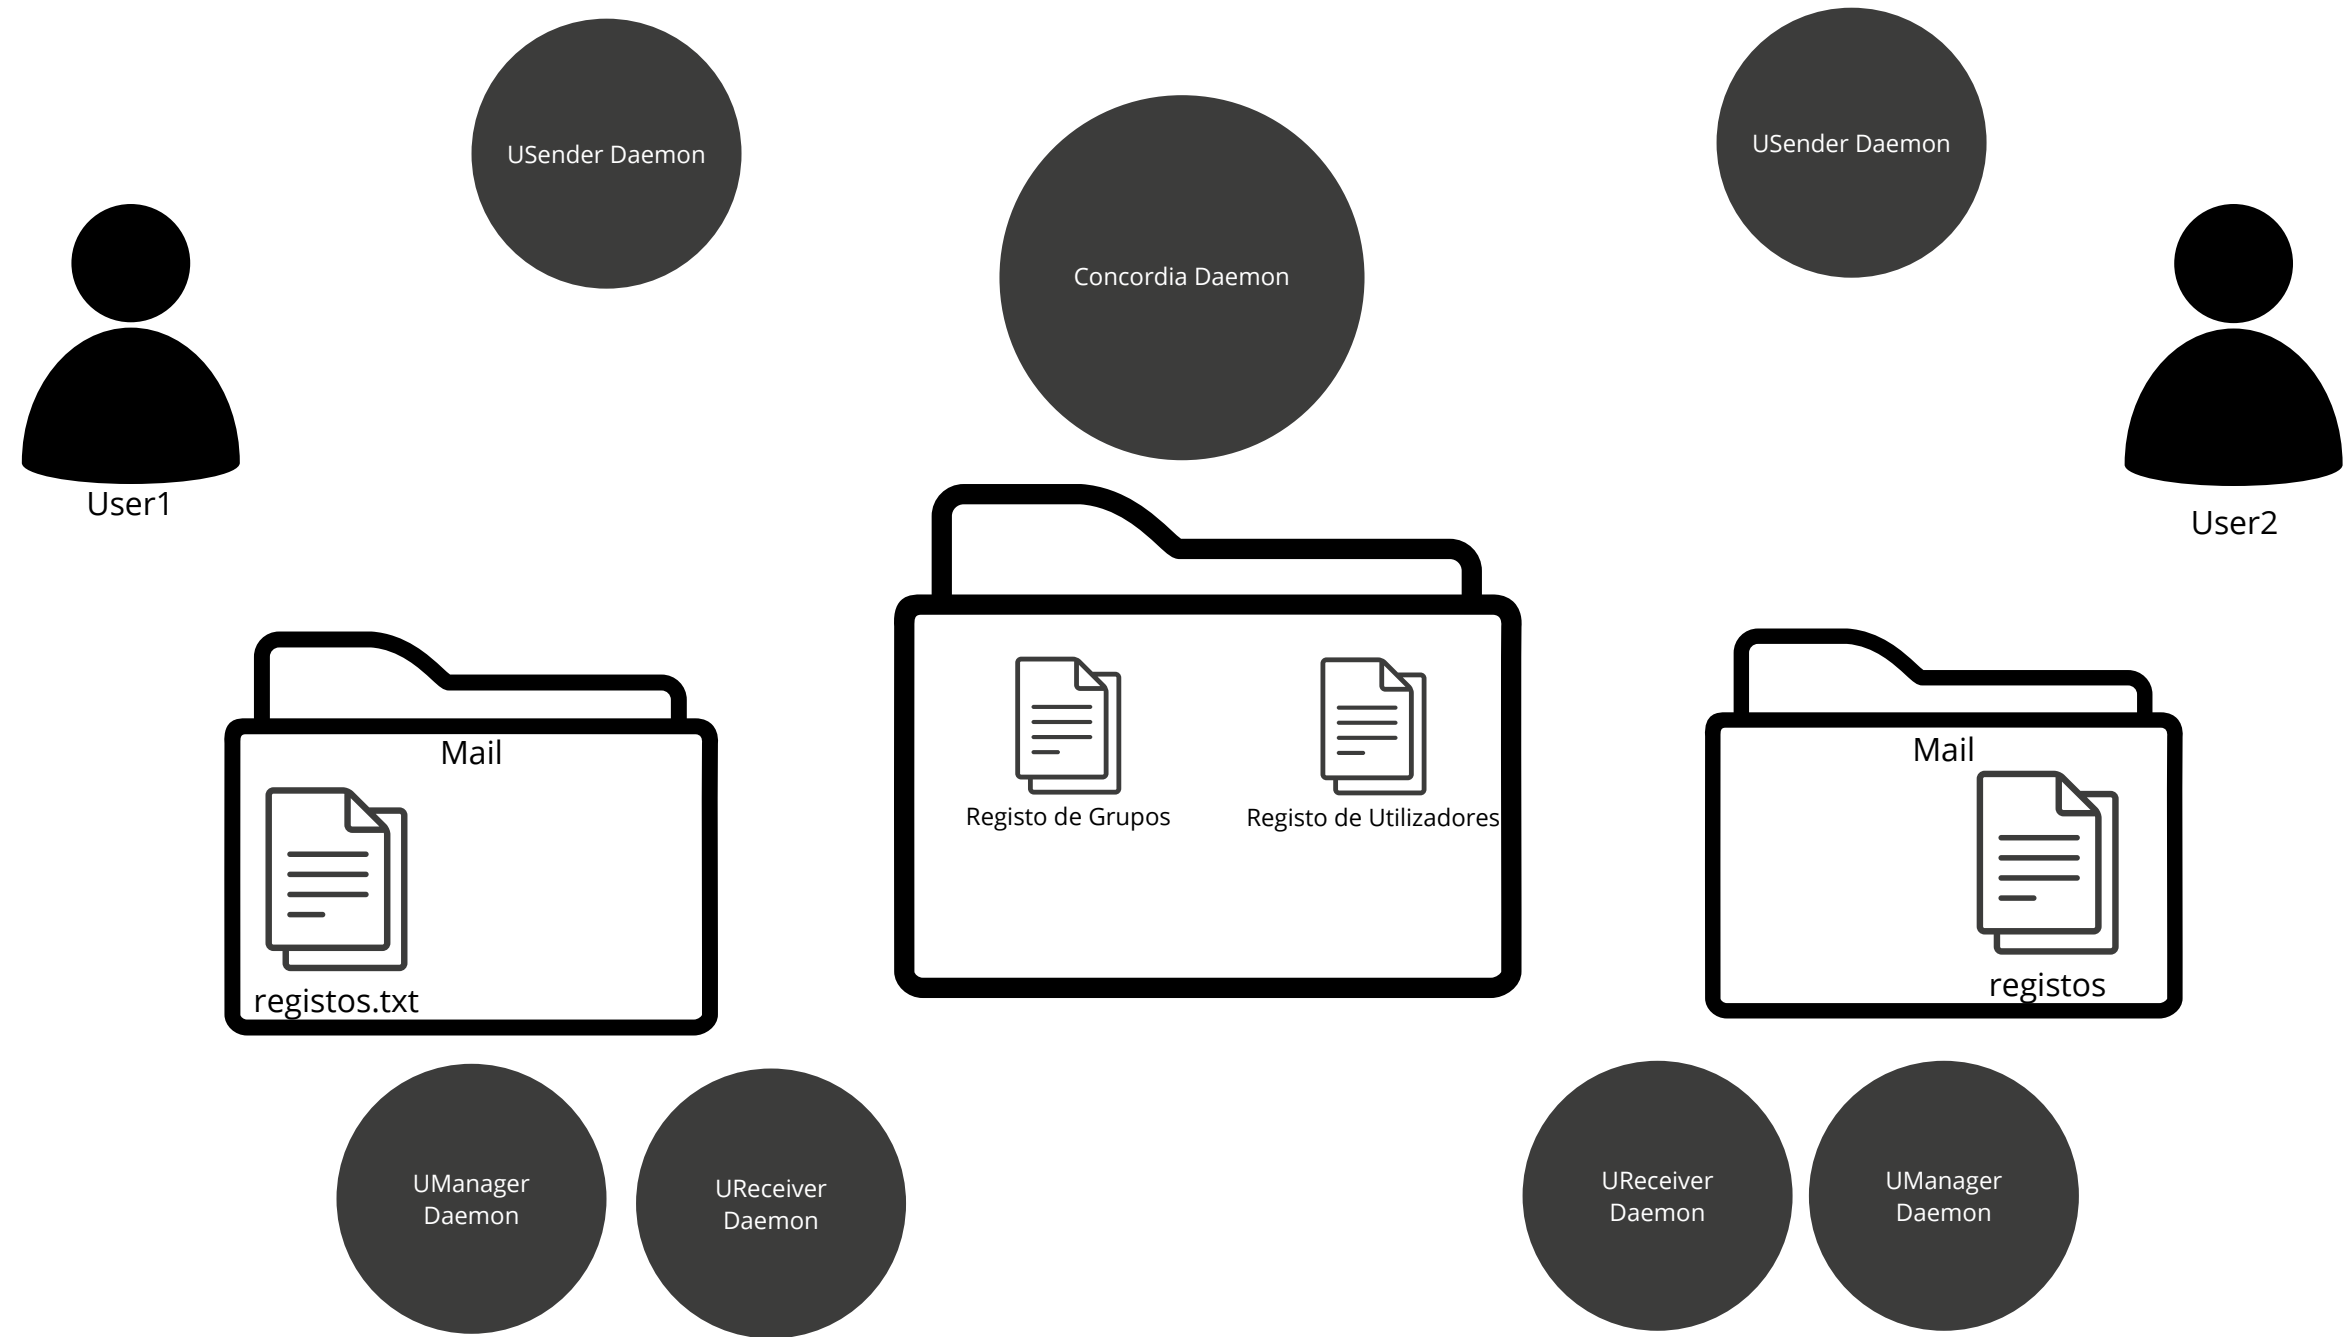 USender Daemon
USender Daemon
Concordia Daemon
User1
User2
Mail
registos.txt
Registo de Grupos
Registo de Utilizadores
Mail
registos
UManager
Daemon
UReceiver
Daemon
UReceiver
Daemon
UManager
Daemon